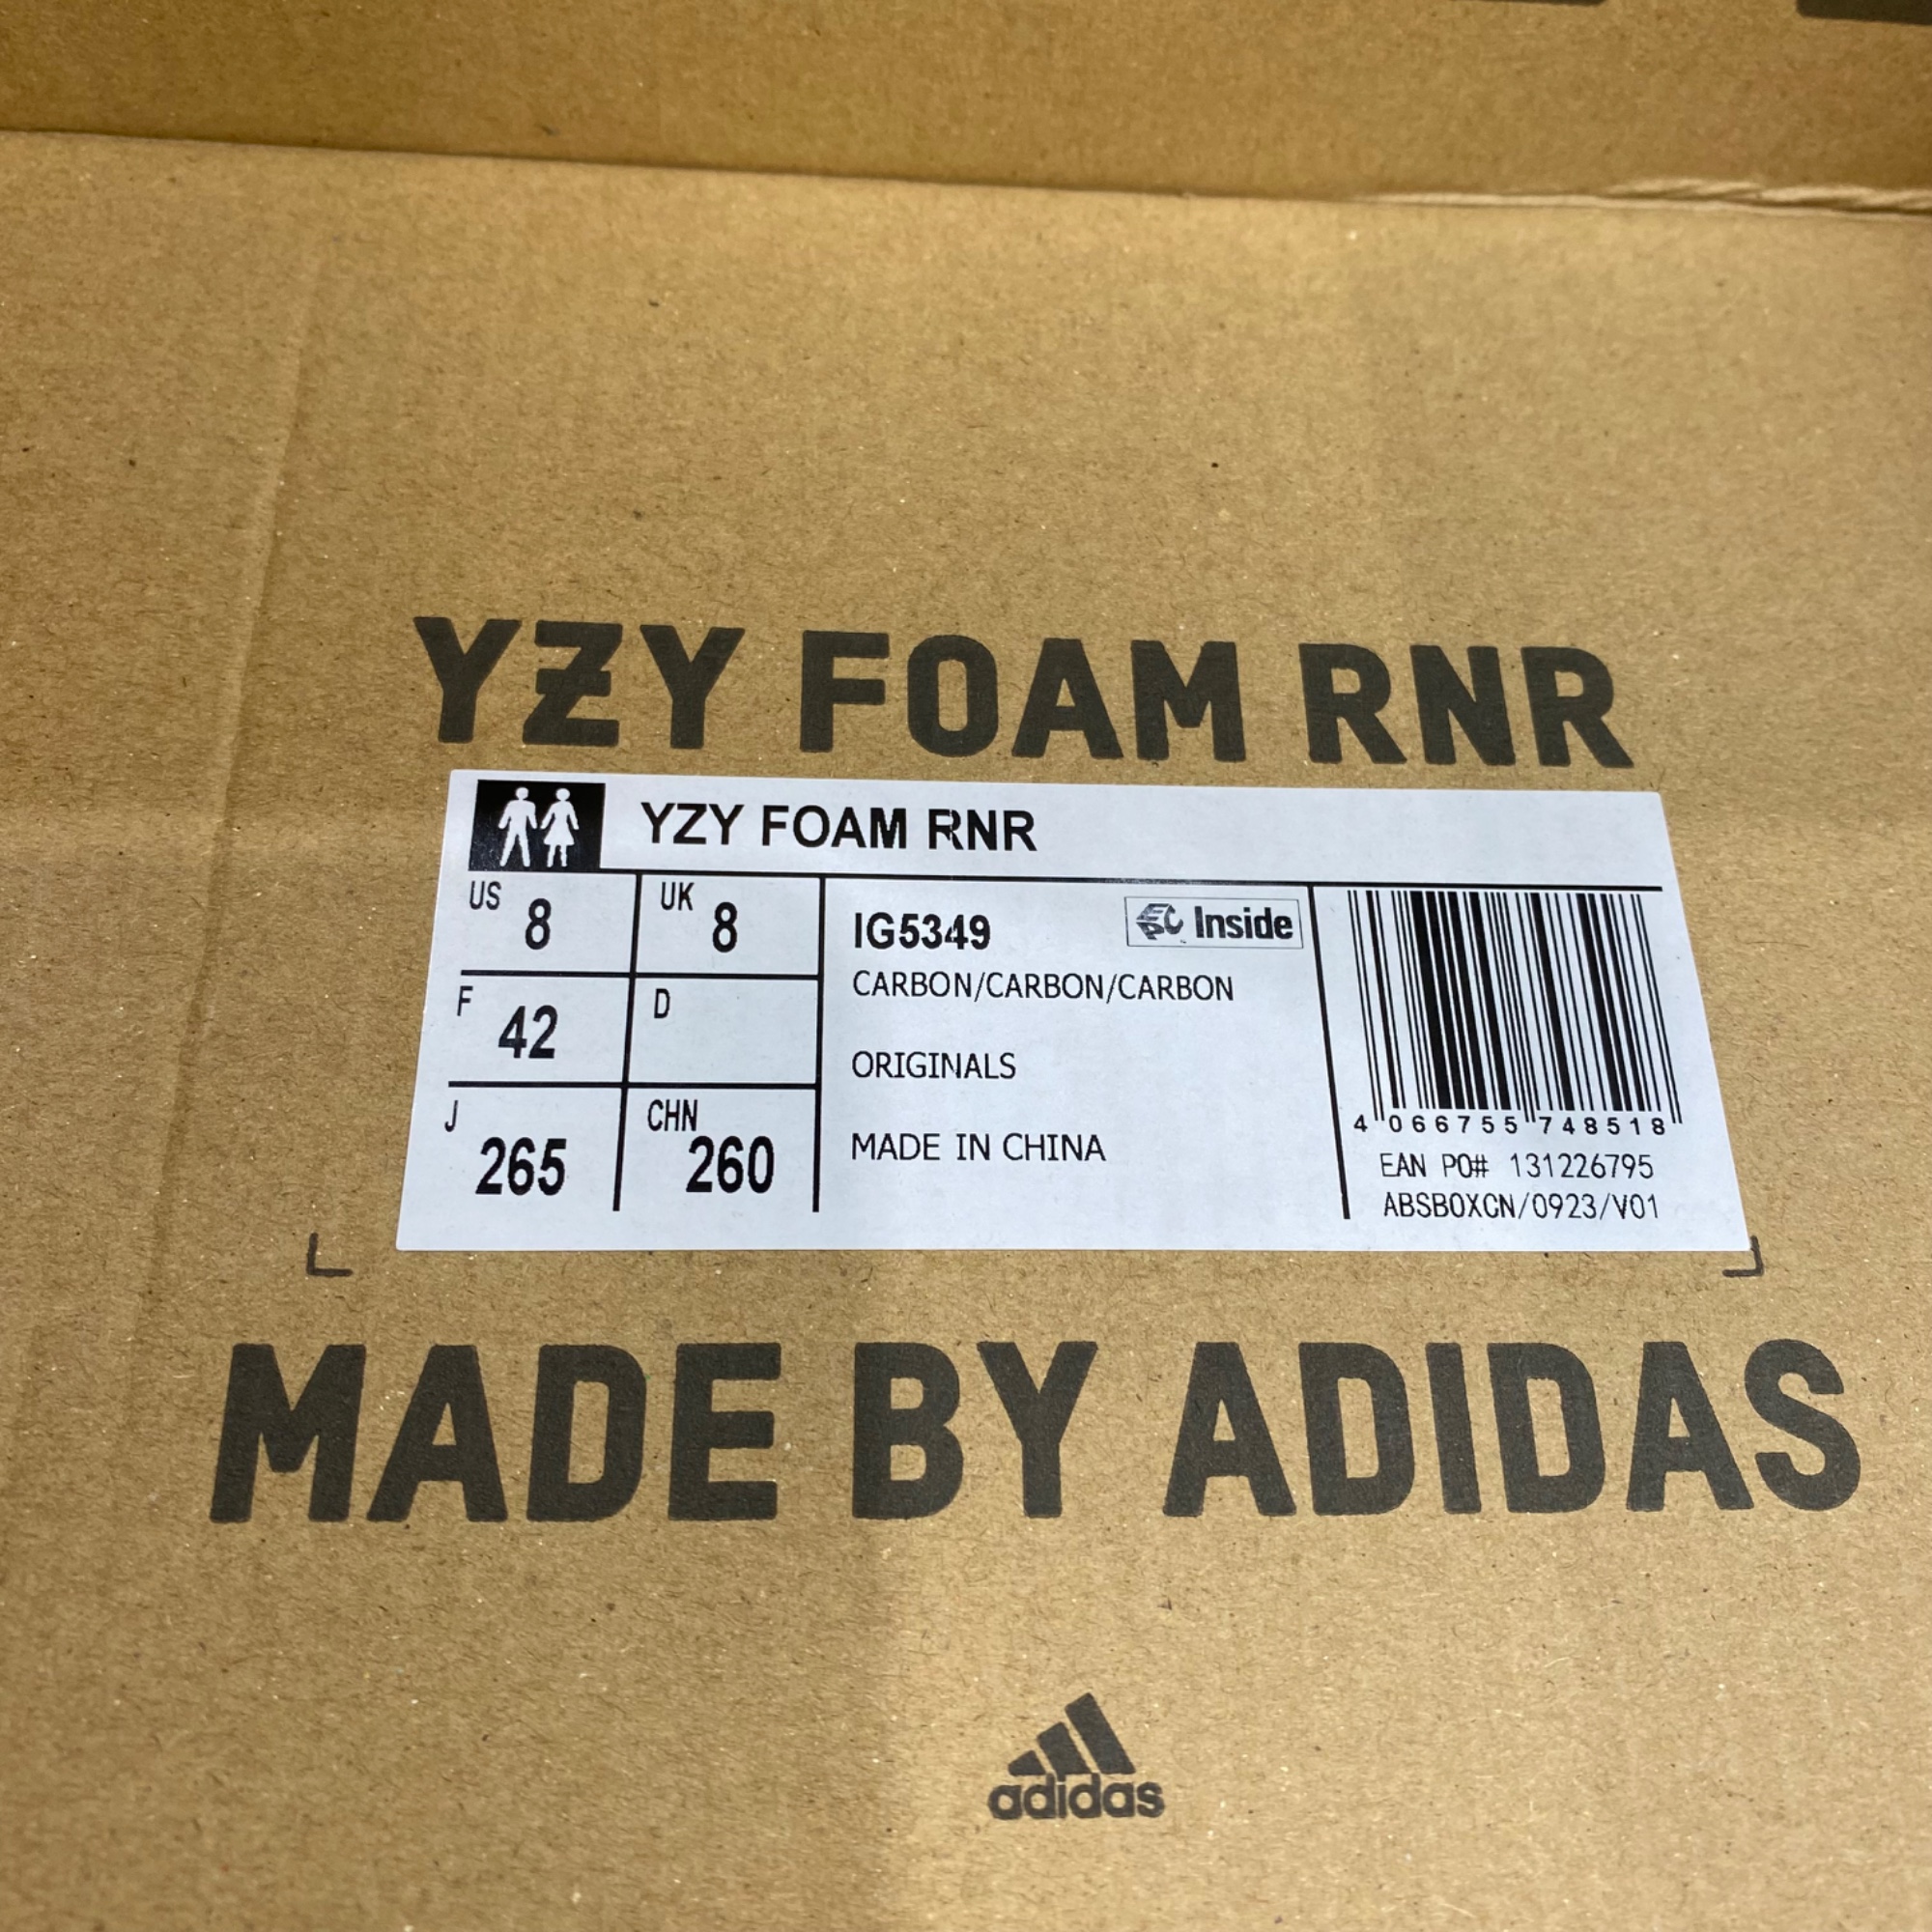 YZY FOAM RNR
YZY FOAM RNR
US 8 UK 8
F 42 D
J 265 CHN 260
IG5349
EPC Inside
CARBON/CARBON/CARBON
ORIGINALS
MADE IN CHINA
4 066755 748518
EAN PO# 131226795
ABSBOXCN/0923/V01
MADE BY ADIDAS
adidas